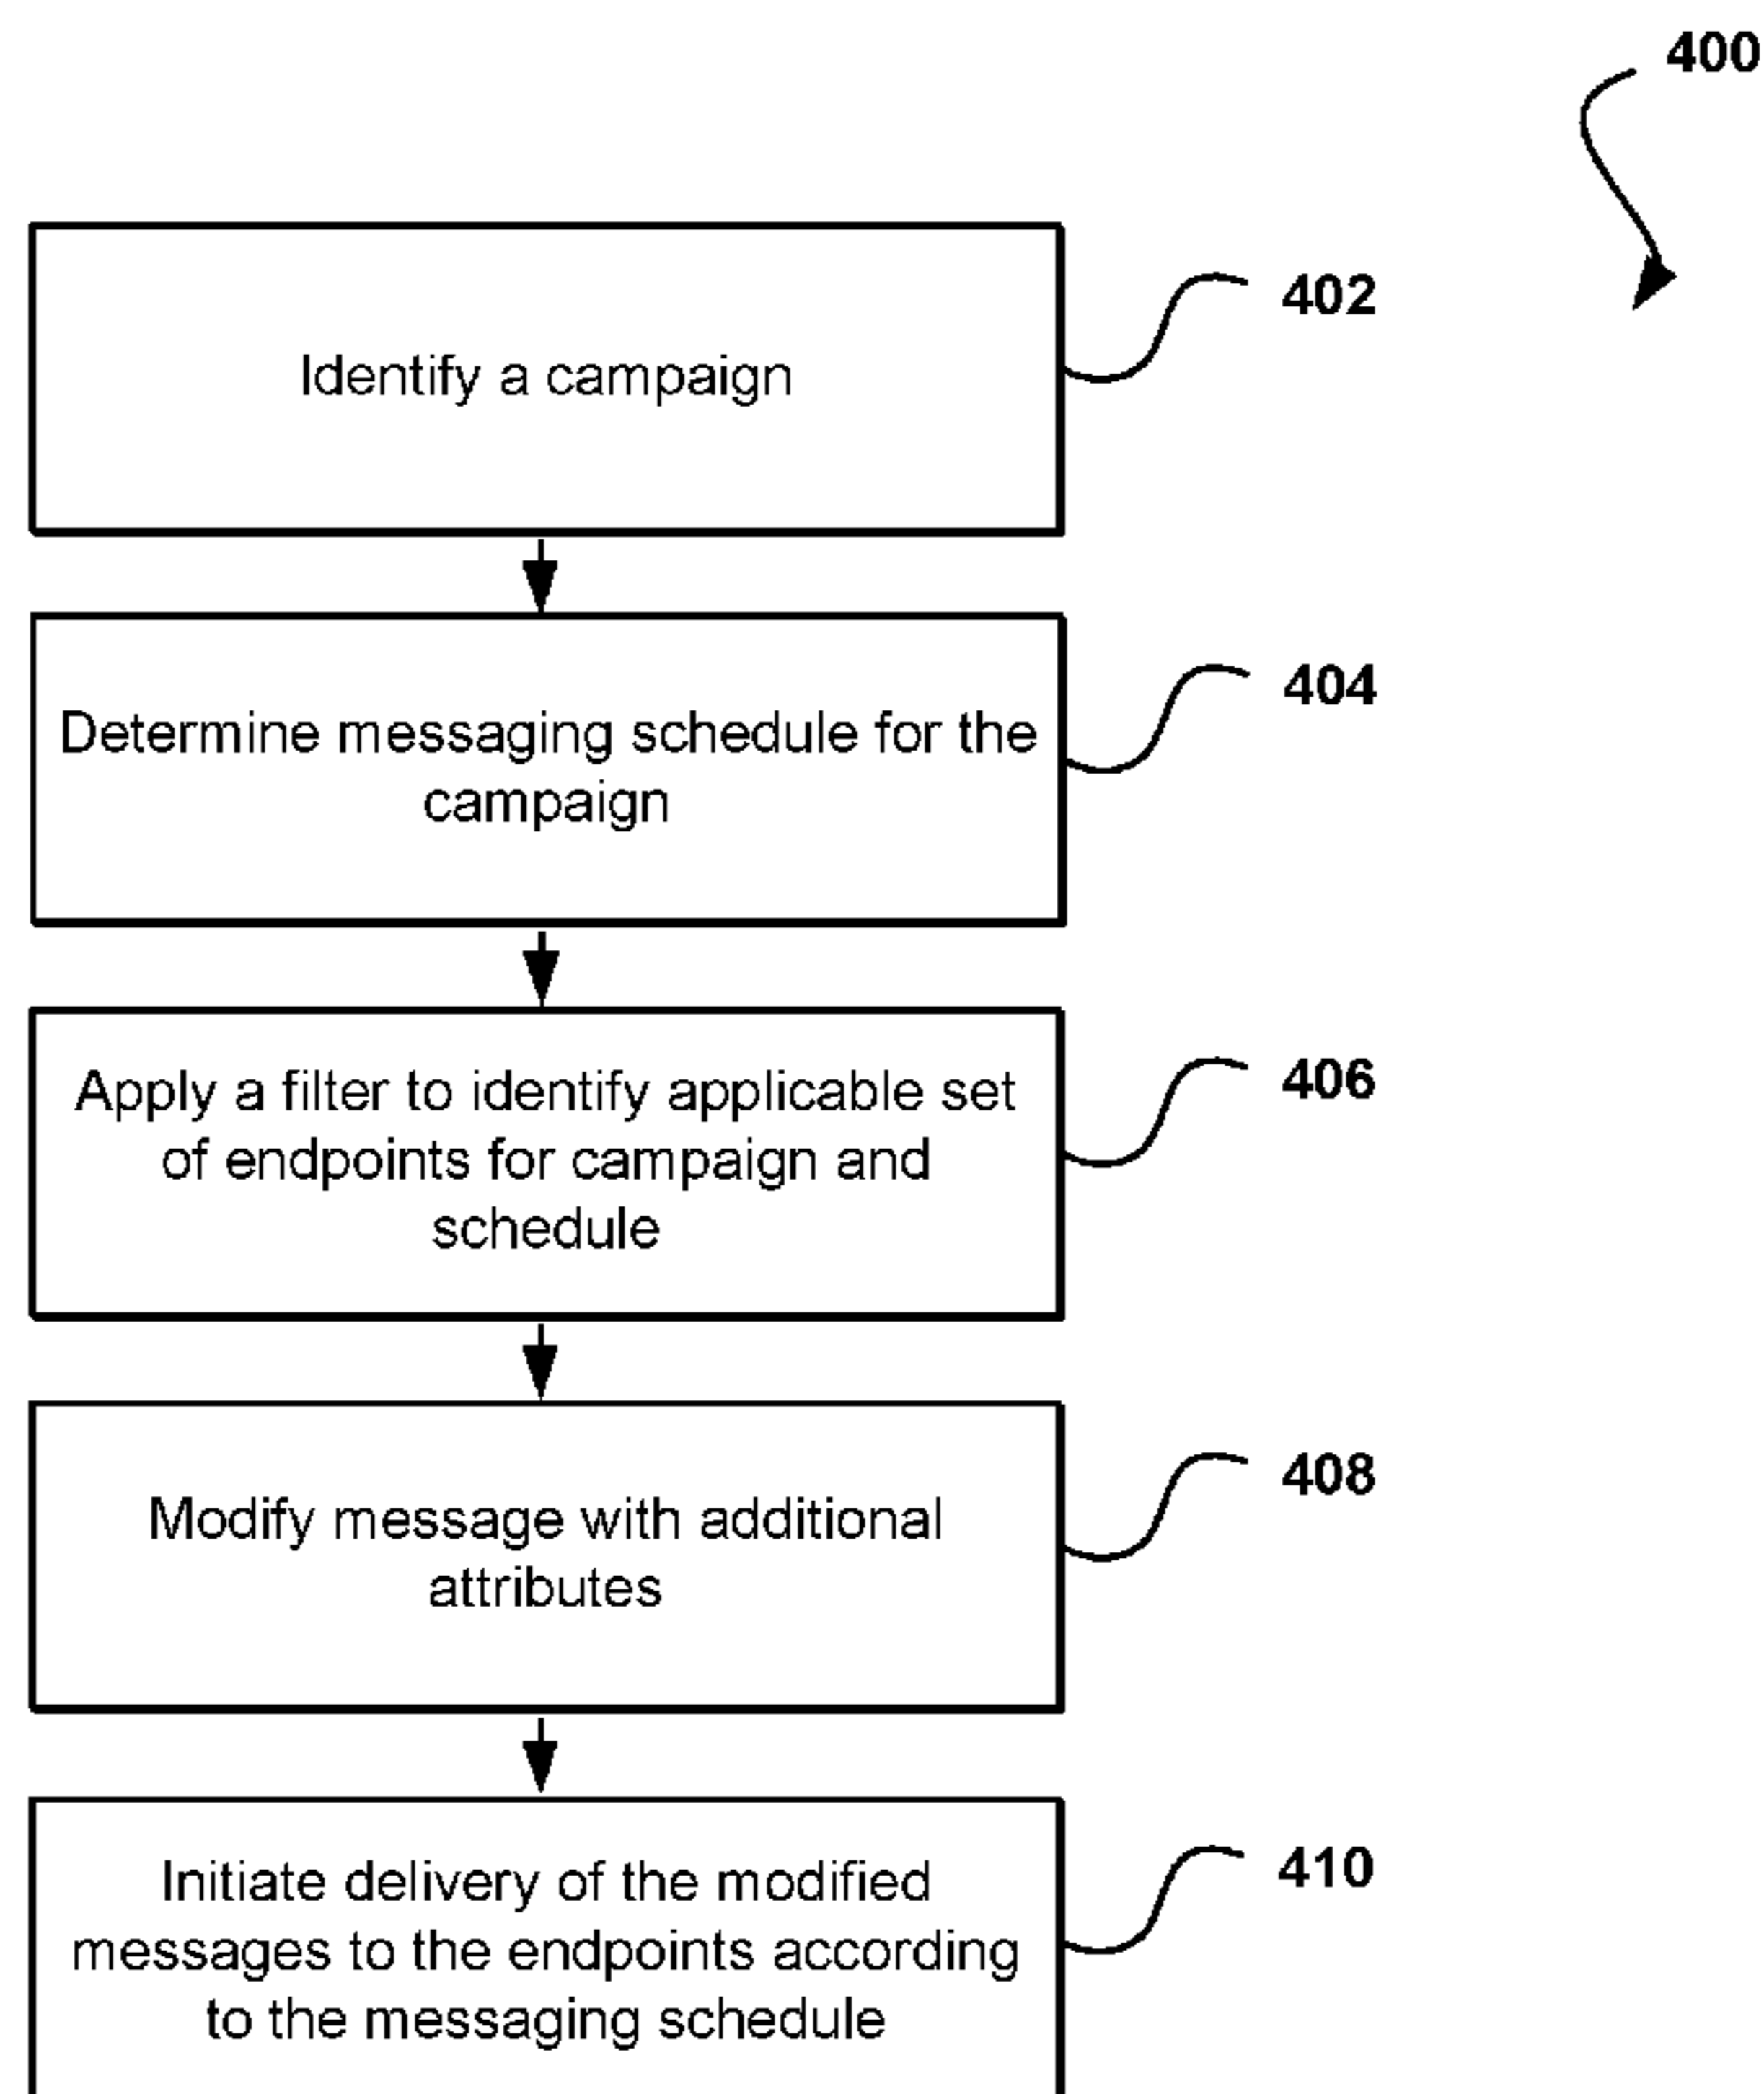 400
Identify a campaign
402
Determine messaging schedule for the
campaign
404
Apply a filter to identify applicable set
of endpoints for campaign and
schedule
406
Modify message with additional
attributes
408
Initiate delivery of the modified
messages to the endpoints according
to the messaging schedule
410